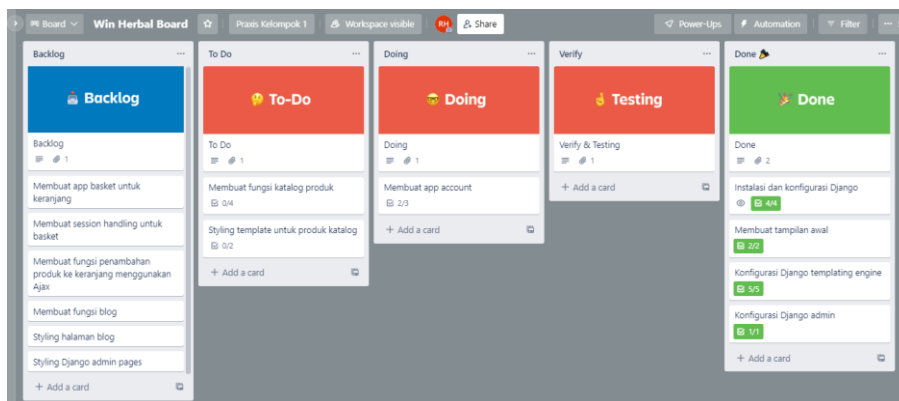 Board
Win Herbal Board
Praxis Kelompok 1
Workspace visible
RH
Share
Power-Ups
Automation
Filter
Backlog
Backlog
Backlog
1
Membuat app basket untuk
keranjang
Membuat session handling untuk
basket
Membuat fungsi penambahan
produk ke keranjang menggunakan
Ajax
Membuat fungsi blog
Styling halaman blog
Styling Django admin pages
+ Add a card
To Do
To-Do
To Do
1
Membuat fungsi katalog produk
0/4
Styling template untuk produk katalog
0/2
+ Add a card
Doing
Doing
Doing
1
Membuat app account
2/3
+ Add a card
Verify
Testing
Verify & Testing
1
+ Add a card
Done
Done
Done
2
Instalasi dan konfigurasi Django
4/4
Membuat tampilan awal
2/2
Konfigurasi Django templating engine
5/5
Konfigurasi Django admin
1/1
+ Add a card